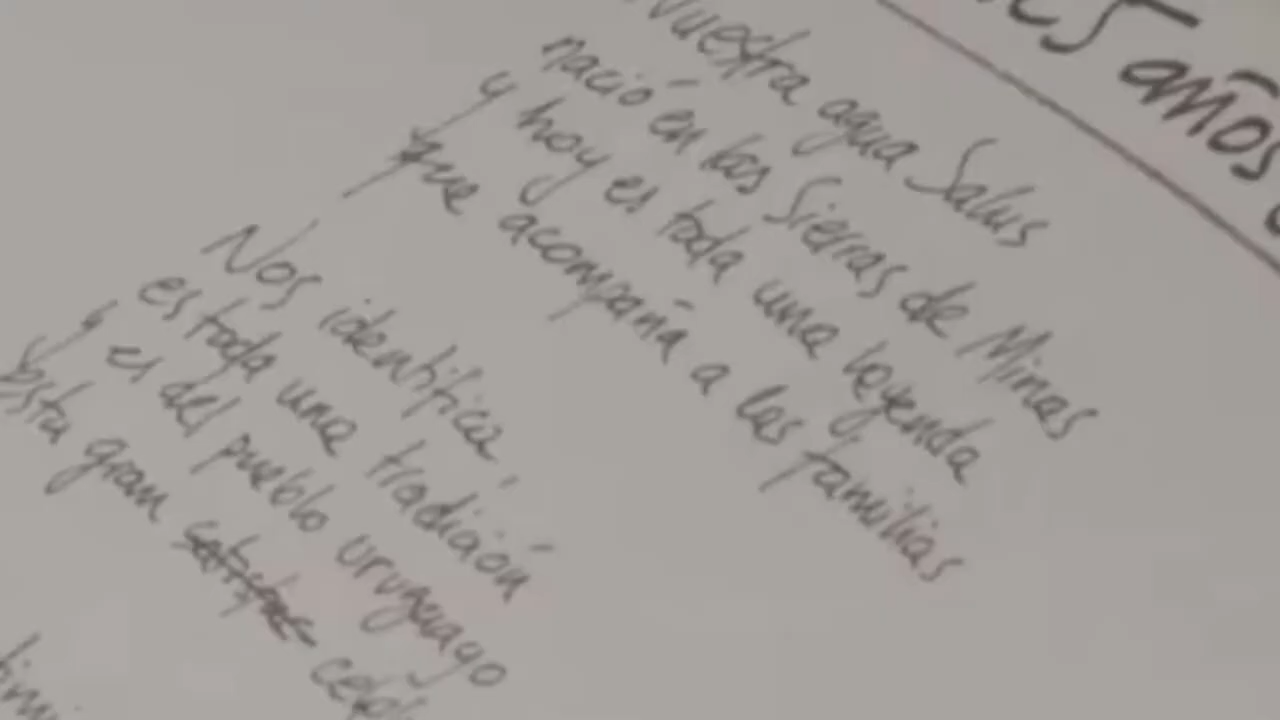 años
Nuestra agua Salus
nació en las Sierras de Minas
y hoy es toda una leyenda
que acompaña a las familias
Nos identifica,
es toda una tradición
y es del pueblo uruguayo
esta gran